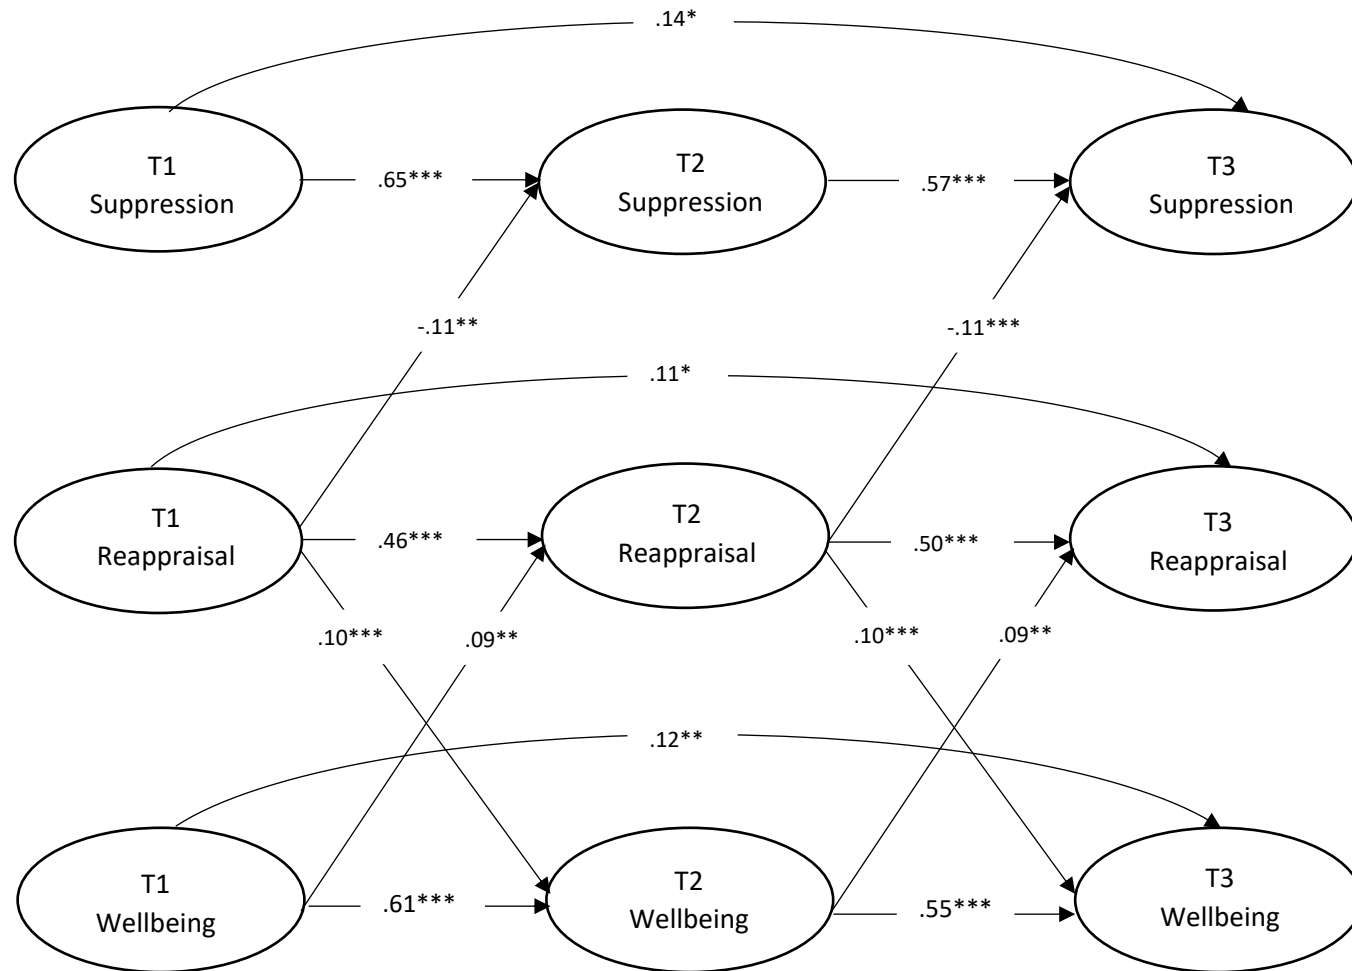 .14*
T1
Suppression
.65***
T2
Suppression
.57***
T3
Suppression
-.11**
-.11***
.11*
T1
Reappraisal
.46***
T2
Reappraisal
.50***
T3
Reappraisal
.10***
.09**
.10***
.09**
.12**
T1
Wellbeing
.61***
T2
Wellbeing
.55***
T3
Wellbeing